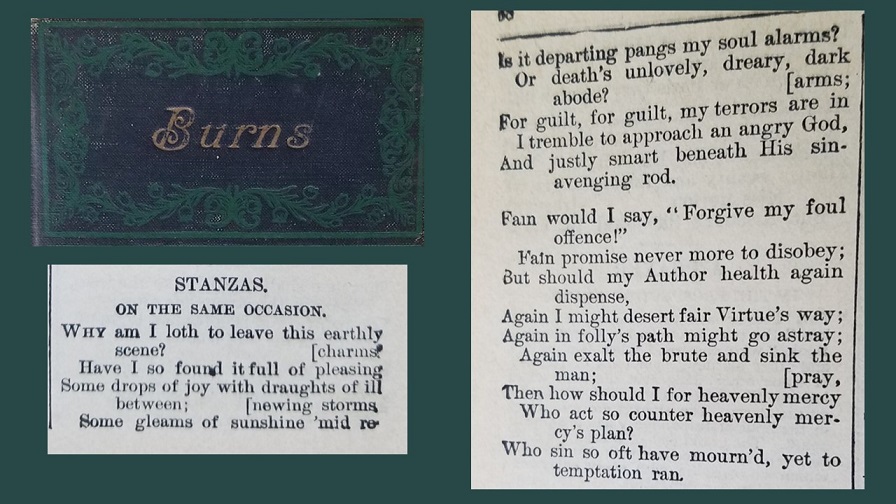 Burns
STANZAS.
ON THE SAME OCCASION.
WHY am I loth to leave this earthly
scene? [charms?
Have I so found it full of pleasing
Some drops of joy with draughts of ill
between; [newing storms
Some gleams of sunshine 'mid re-
Is it departing pangs my soul alarms?
Or death's unlovely, dreary, dark
abode? [arms;
For guilt, for guilt, my terrors are in
I tremble to approach an angry God,
And justly smart beneath His sin-
avenging rod.
Fain would I say, "Forgive my foul
offence!"
Fain promise never more to disobey;
But should my Author health again
dispense,
Again I might desert fair Virtue's way;
Again in folly's path might go astray;
Again exalt the brute and sink the
man; [pray,
Then how should I for heavenly mercy
Who act so counter heavenly mer-
cy's plan?
Who sin so oft have mourn'd, yet to
temptation ran.